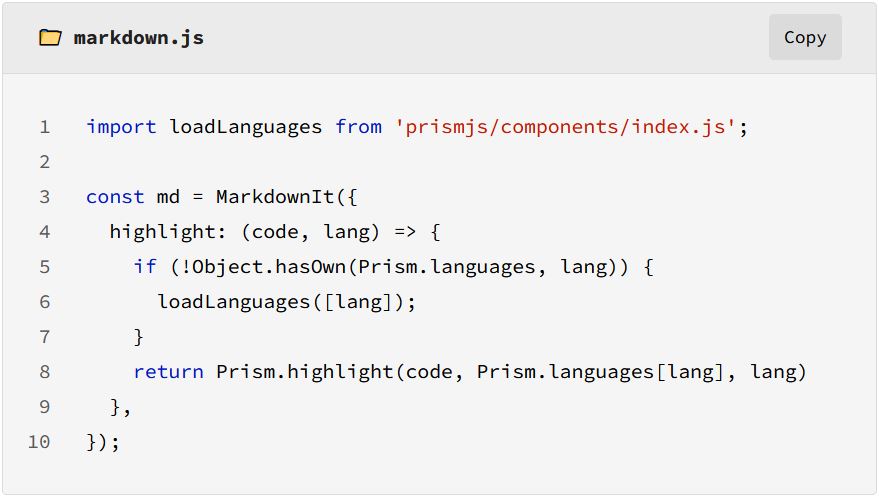 markdown.js
Copy
1 import loadLanguages from 'prismjs/components/index.js';
2
3 const md = MarkdownIt({
4   highlight: (code, lang) => {
5     if (!Object.hasOwn(Prism.languages, lang)) {
6       loadLanguages([lang]);
7     }
8     return Prism.highlight(code, Prism.languages[lang], lang)
9   },
10 });